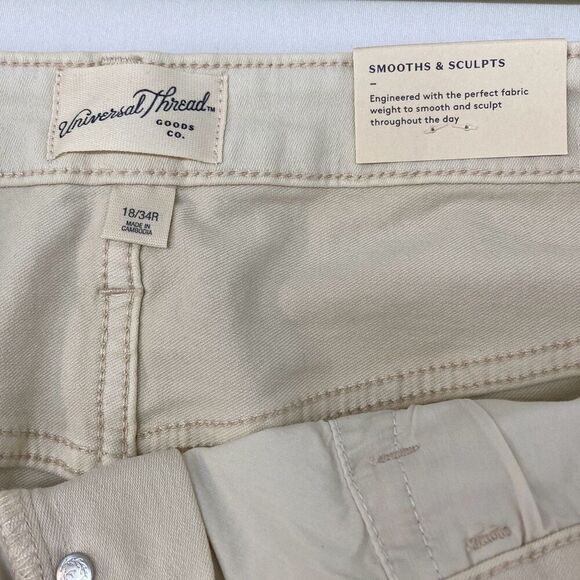 Universal Thread™
GOODS
CO.
SMOOTHS & SCULPTS
–
Engineered with the perfect fabric
weight to smooth and sculpt
throughout the day
18/34R
MADE IN
CAMBODIA